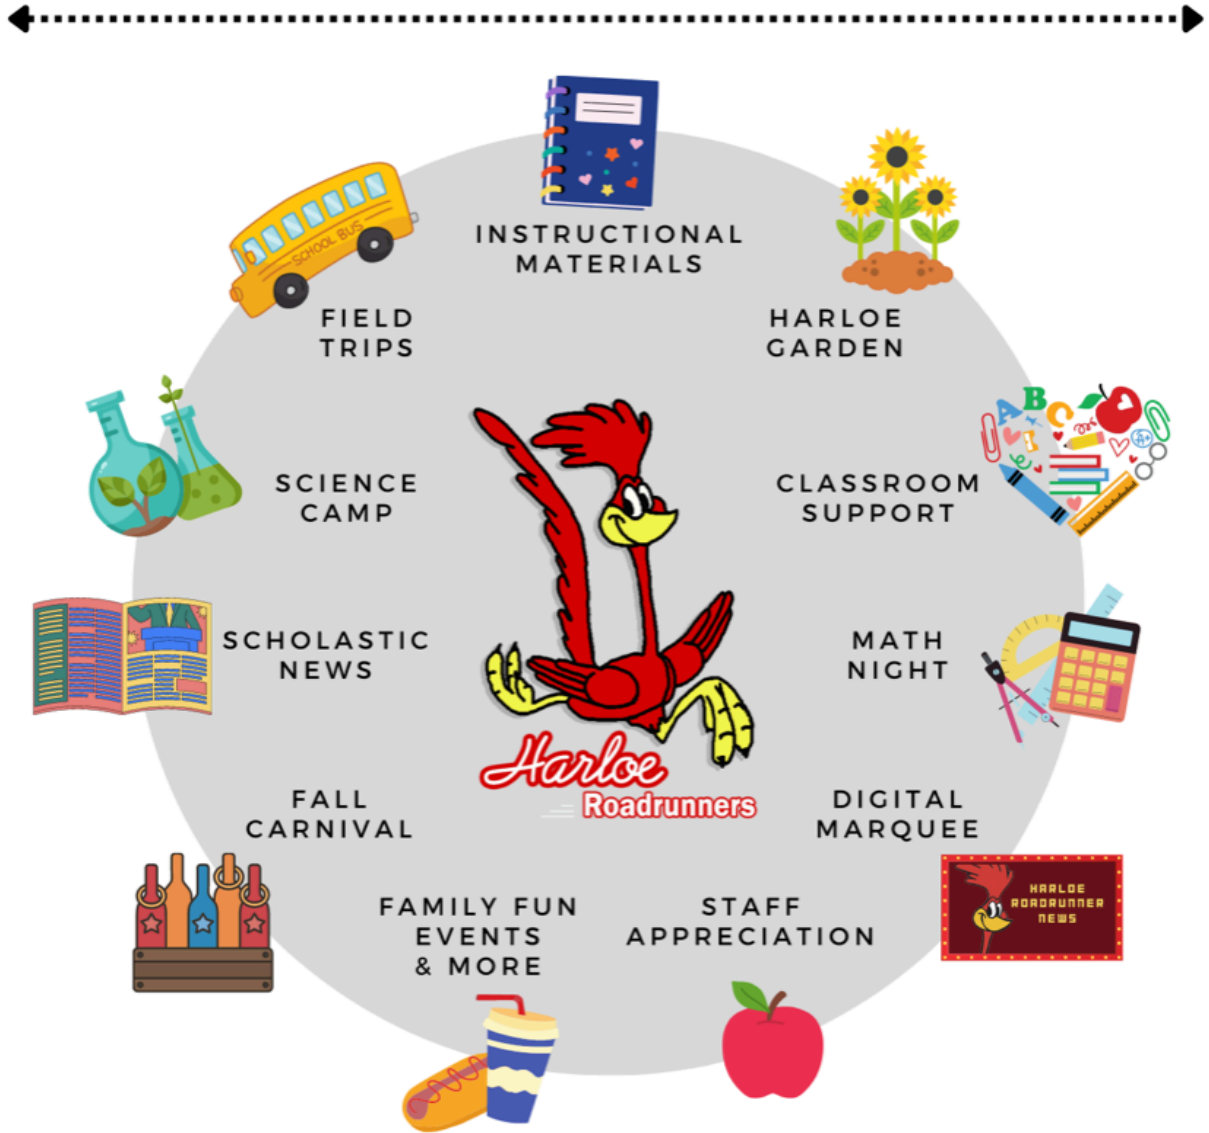 INSTRUCTIONAL
MATERIALS
SCHOOL BUS
FIELD
TRIPS
HARLOE
GARDEN
A B C
A+
SCIENCE
CAMP
CLASSROOM
SUPPORT
SCHOLASTIC
NEWS
MATH
NIGHT
Harloe
Roadrunners
FALL
CARNIVAL
DIGITAL
MARQUEE
HARLOE
ROADRUNNER
NEWS
FAMILY FUN
EVENTS
& MORE
STAFF
APPRECIATION